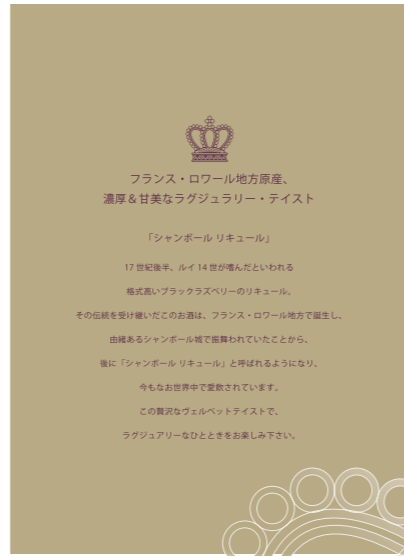 フランス・ロワール地方原産、
濃厚＆甘美なラグジュラリー・テイスト
「シャンボール リキュール」
17 世紀後半、ルイ 14 世が嗜んだといわれる
格式高いブラックラズベリーのリキュール。
その伝統を受け継いだこのお酒は、フランス・ロワール地方で誕生し、
由緒あるシャンボール城で振舞われていたことから、
後に「シャンボール リキュール」と呼ばれるようになり、
今もなお世界中で愛飲されています。
この贅沢なヴェルベットテイストで、
ラグジュアリーなひとときをお楽しみ下さい。